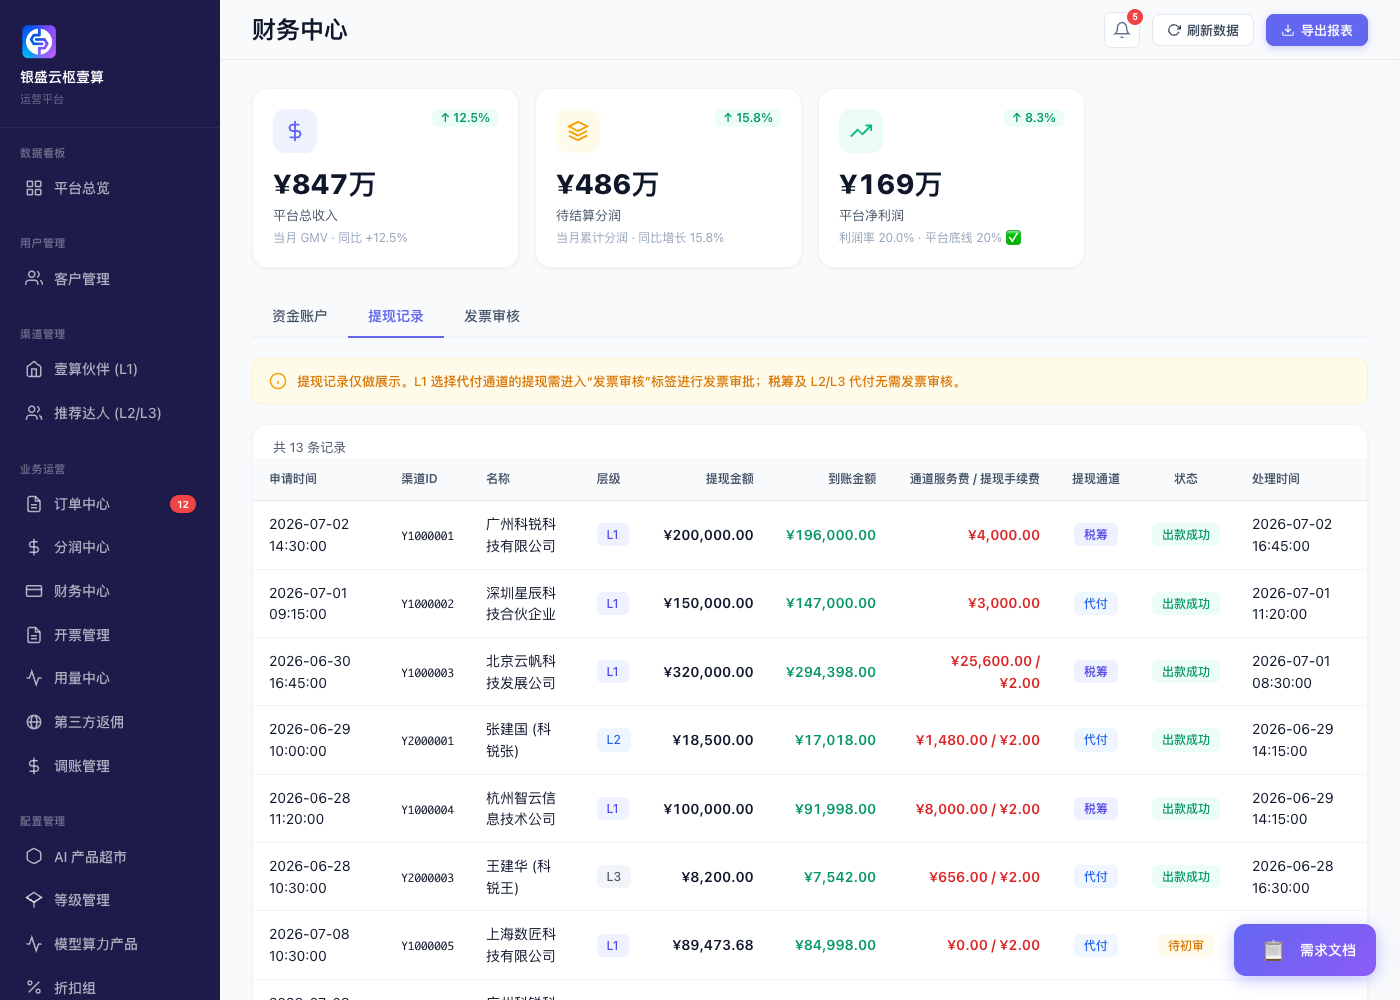 银盛云枢壹算
运营平台
数据看板
平台总览
用户管理
客户管理
渠道管理
壹算伙伴 (L1)
推荐达人 (L2/L3)
业务运营
订单中心 12
分润中心
财务中心
开票管理
用量中心
第三方返佣
调账管理
配置管理
AI 产品超市
等级管理
模型算力产品
折扣组
财务中心
5
刷新数据
导出报表
↑ 12.5%
¥847万
平台总收入
当月 GMV · 同比 +12.5%
↑ 15.8%
¥486万
待结算分润
当月累计分润 · 同比增长 15.8%
↑ 8.3%
¥169万
平台净利润
利润率 20.0% · 平台底线 20% ✅
资金账户 提现记录 发票审核
提现记录仅做展示。L1 选择代付通道的提现需进入“发票审核”标签进行发票审批；税筹及 L2/L3 代付无需发票审核。
共 13 条记录
申请时间 渠道ID 名称 层级 提现金额 到账金额 通道服务费 / 提现手续费 提现通道 状态 处理时间
2026-07-02 14:30:00 Y1000001 广州科锐科技有限公司 L1 ¥200,000.00 ¥196,000.00 ¥4,000.00 税筹 出款成功 2026-07-02 16:45:00
2026-07-01 09:15:00 Y1000002 深圳星辰科技合伙企业 L1 ¥150,000.00 ¥147,000.00 ¥3,000.00 代付 出款成功 2026-07-01 11:20:00
2026-06-30 16:45:00 Y1000003 北京云帆科技发展公司 L1 ¥320,000.00 ¥294,398.00 ¥25,600.00 / ¥2.00 税筹 出款成功 2026-07-01 08:30:00
2026-06-29 10:00:00 Y2000001 张建国 (科锐张) L2 ¥18,500.00 ¥17,018.00 ¥1,480.00 / ¥2.00 代付 出款成功 2026-06-29 14:15:00
2026-06-28 11:20:00 Y1000004 杭州智云信息技术公司 L1 ¥100,000.00 ¥91,998.00 ¥8,000.00 / ¥2.00 税筹 出款成功 2026-06-29 14:15:00
2026-06-28 10:30:00 Y2000003 王建华 (科锐王) L3 ¥8,200.00 ¥7,542.00 ¥656.00 / ¥2.00 代付 出款成功 2026-06-28 16:30:00
2026-07-08 10:30:00 Y1000005 上海数匠科技有限公司 L1 ¥89,473.68 ¥84,998.00 ¥0.00 / ¥2.00 代付 待初审
需求文档